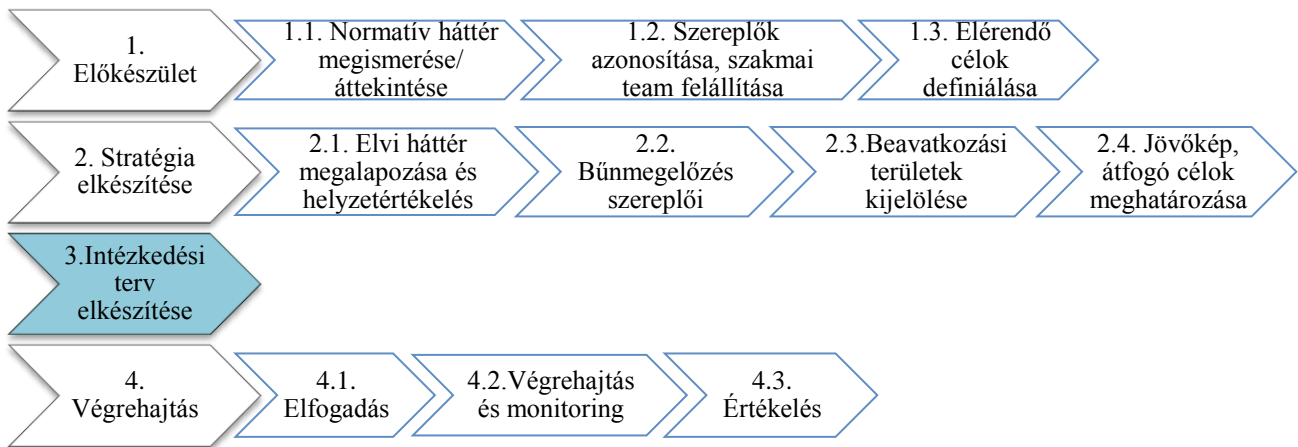 1.
Előkészület
1.1. Normatív háttér
megismerése/
áttekintése
1.2. Szereplők
azonosítása, szakmai
team felállítása
1.3. Elérendő
célok
definiálása
2. Stratégia
elkészítése
2.1. Elvi háttér
megalapozása és
helyzetértékelés
2.2.
Bűnmegelőzés
szereplői
2.3.Beavatkozási
területek
kijelölése
2.4. Jövőkép,
átfogó célok
meghatározása
3.Intézkedési
terv
elkészítése
4.
Végrehajtás
4.1.
Elfogadás
4.2.Végrehajtás
és monitoring
4.3.
Értékelés